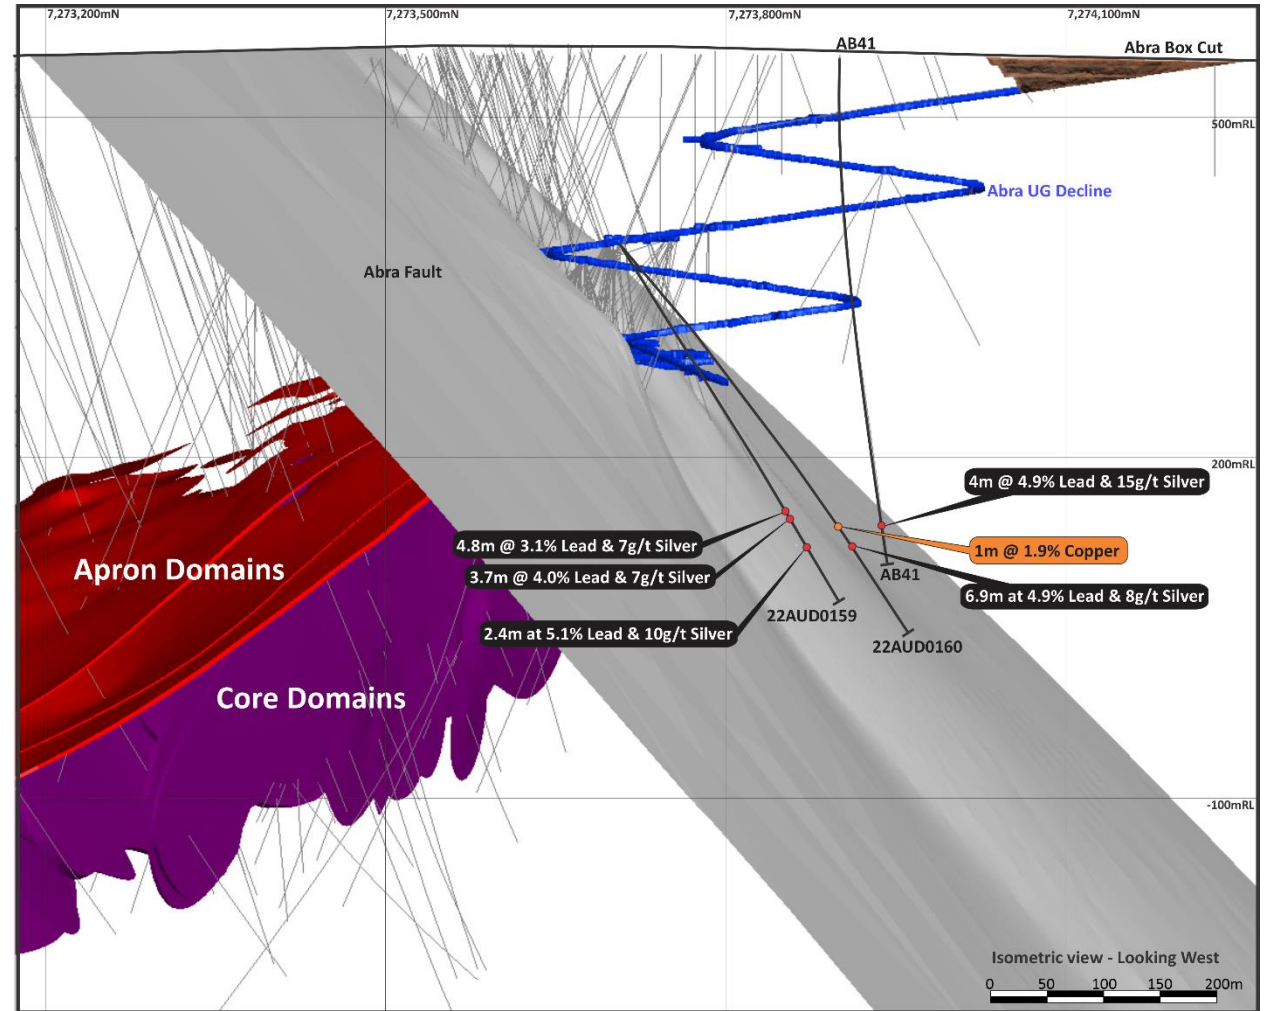 7,273,200mN
7,273,500mN
7,273,800mN
7,274,100mN
AB41
Abra Box Cut
500mRL
Abra UG Decline
Abra Fault
200mRL
4m @ 4.9% Lead & 15g/t Silver
4.8m @ 3.1% Lead & 7g/t Silver
1m @ 1.9% Copper
Apron Domains
3.7m @ 4.0% Lead & 7g/t Silver
AB41
6.9m at 4.9% Lead & 8g/t Silver
22AUD0159
2.4m at 5.1% Lead & 10g/t Silver
22AUD0160
Core Domains
-100mRL
Isometric view - Looking West
0 50 100 150 200m